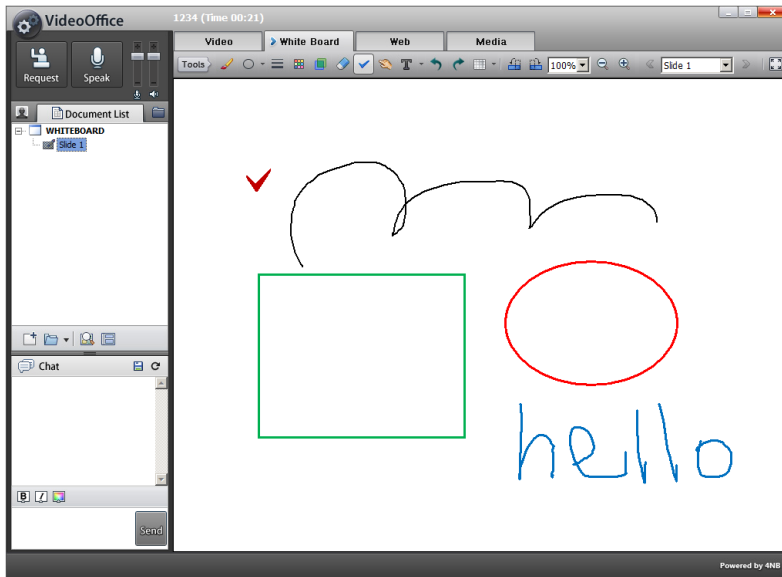 VideoOffice
1234 (Time 00:21)
Video
White Board
Web
Media
Request
Speak
Tools
T
100%
Slide 1
Document List
WHITEBOARD
Slide 1
Chat
hello
B I
Send
Powered by 4NB